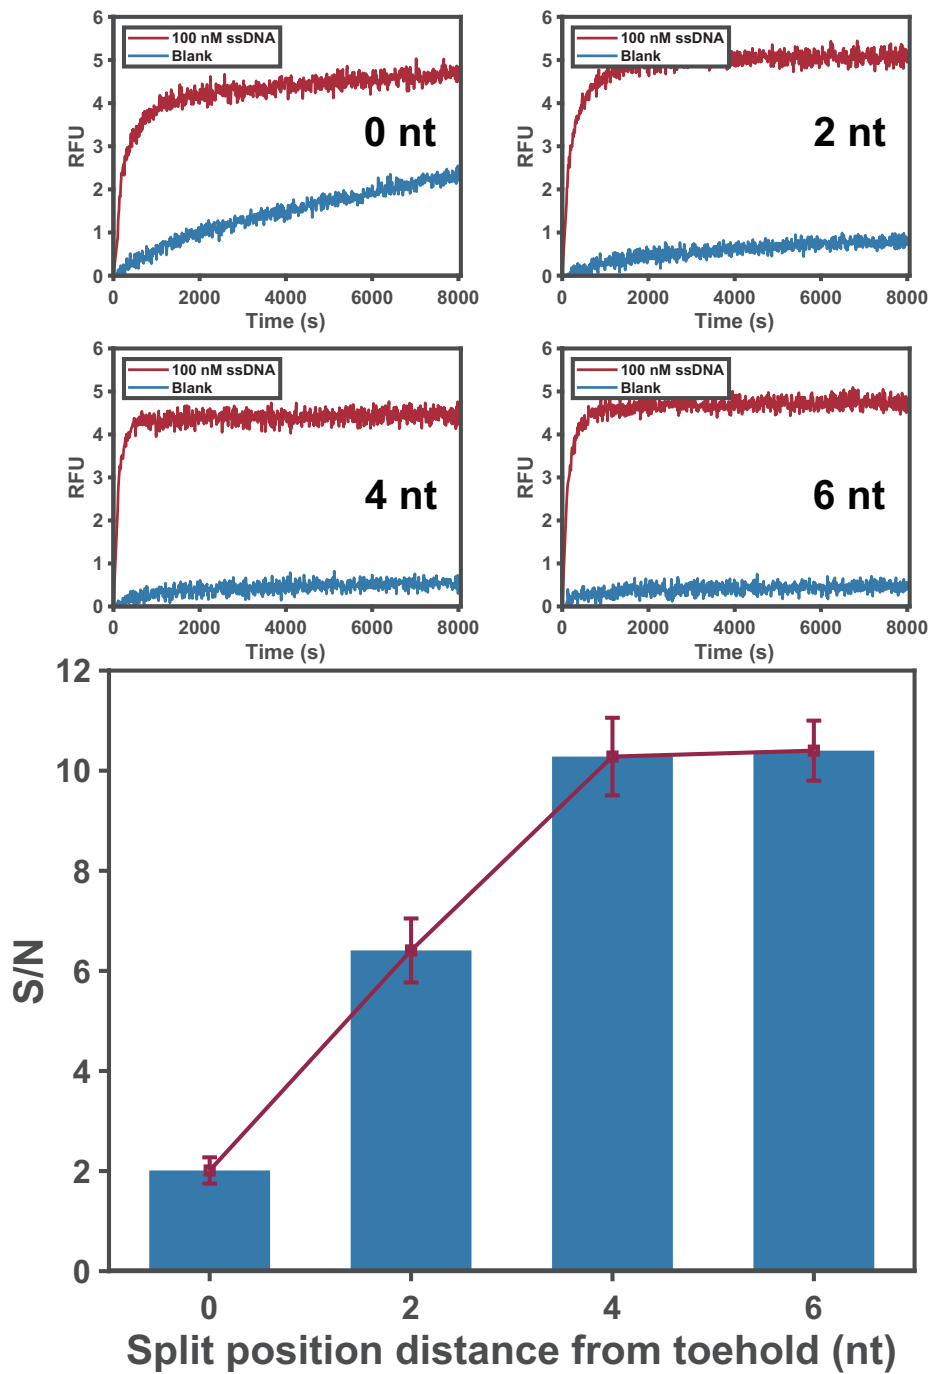 6
5
4
3
2
1
0
RFU
100 nM ssDNA
Blank
0 nt
0 2000 4000 6000 8000
Time (s)
6
5
4
3
2
1
0
RFU
100 nM ssDNA
Blank
2 nt
0 2000 4000 6000 8000
Time (s)
6
5
4
3
2
1
0
RFU
100 nM ssDNA
Blank
4 nt
0 2000 4000 6000 8000
Time (s)
6
5
4
3
2
1
0
RFU
100 nM ssDNA
Blank
6 nt
0 2000 4000 6000 8000
Time (s)
12
10
8
6
4
2
0
S/N
0 2 4 6
Split position distance from toehold (nt)